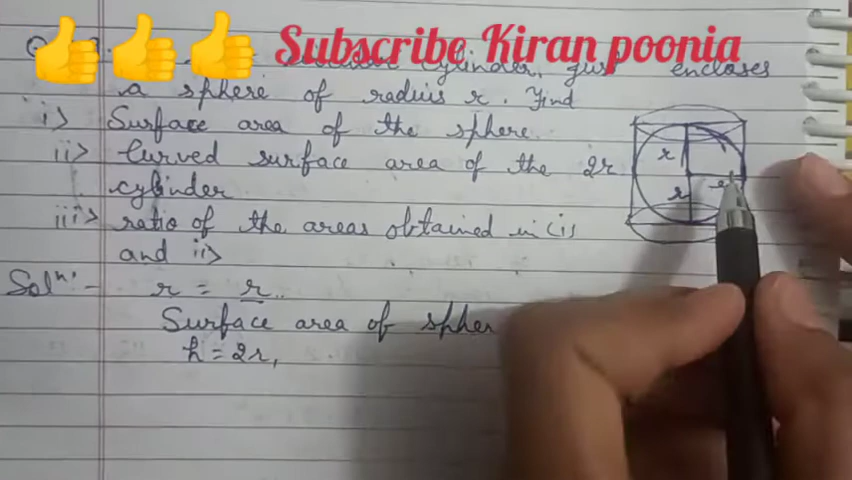 Subscribe Kiran poonia
cylinder, just encloses
a sphere of radius r. Find
i> Surface area of the sphere.
ii> Curved surface area of the 2r
cylinder
iii> ratio of the areas obtained in (i)
and ii>
Solⁿ:- r = r.
Surface area of spher
h = 2r,
r
r